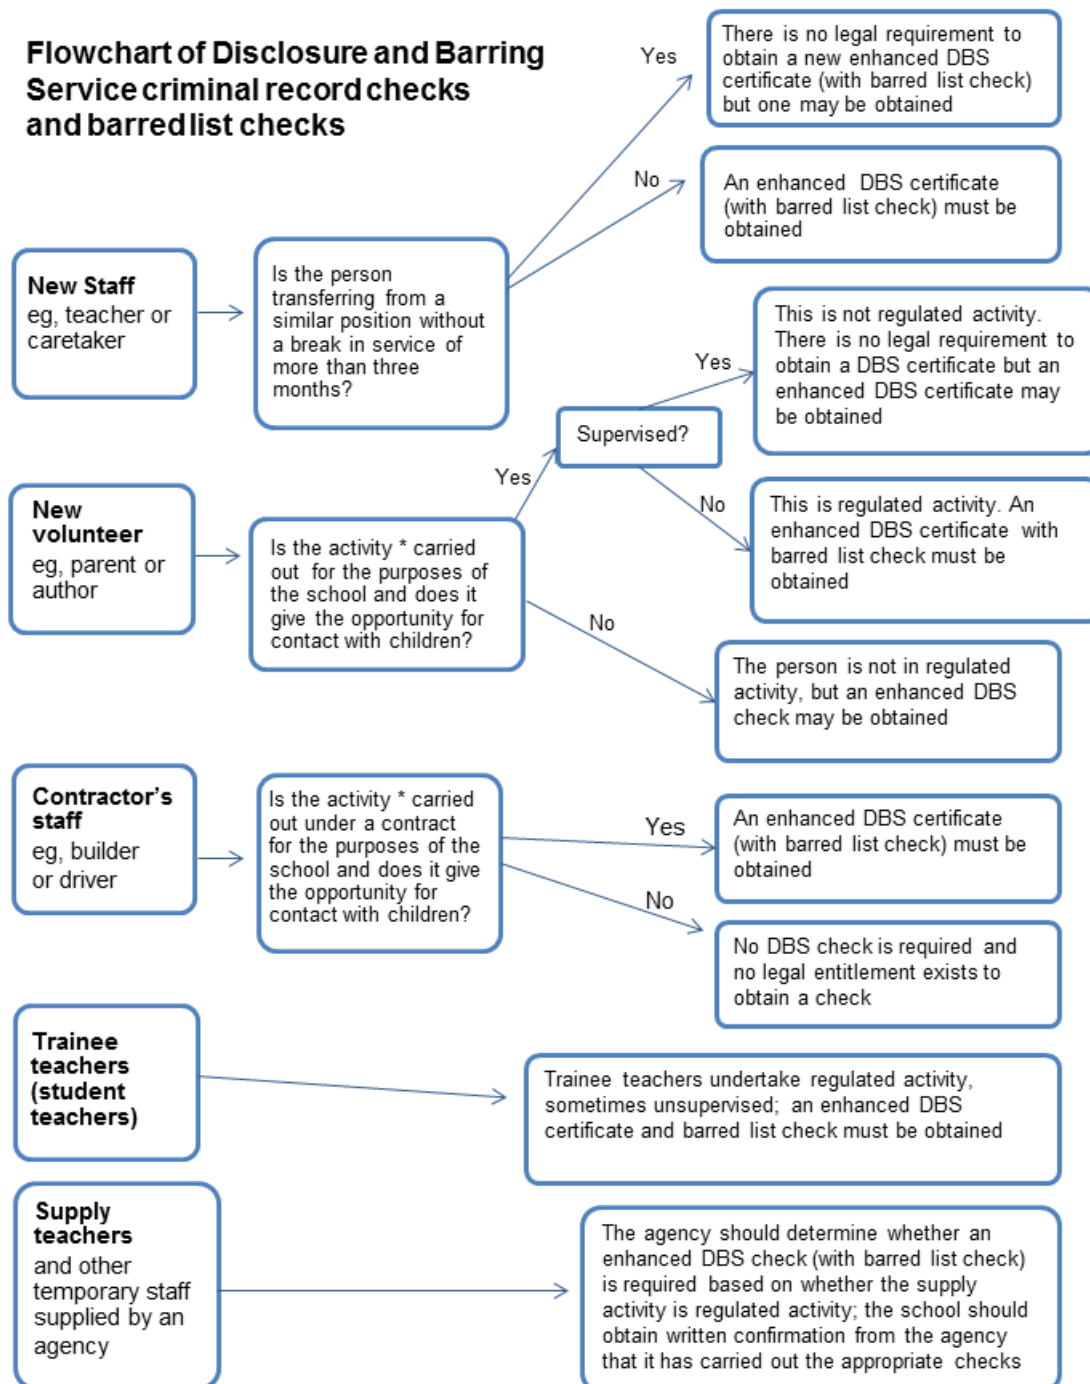 Flowchart of Disclosure and Barring
Service criminal record checks
and barred list checks
Yes
There is no legal requirement to
obtain a new enhanced DBS
certificate (with barred list check)
but one may be obtained
No
An enhanced DBS certificate
(with barred list check) must be
obtained
New Staff
eg, teacher or
caretaker
Is the person
transferring from a
similar position without
a break in service of
more than three
months?
New
volunteer
eg, parent or
author
Is the activity * carried
out for the purposes of
the school and does it
give the opportunity for
contact with children?
Yes
Supervised?
Yes
This is not regulated activity.
There is no legal requirement to
obtain a DBS certificate but an
enhanced DBS certificate may
be obtained
No
This is regulated activity. An
enhanced DBS certificate with
barred list check must be
obtained
No
The person is not in regulated
activity, but an enhanced DBS
check may be obtained
Contractor's
staff
eg, builder
or driver
Is the activity * carried
out under a contract
for the purposes of the
school and does it give
the opportunity for
contact with children?
Yes
An enhanced DBS certificate
(with barred list check) must be
obtained
No
No DBS check is required and
no legal entitlement exists to
obtain a check
Trainee
teachers
(student
teachers)
Trainee teachers undertake regulated activity,
sometimes unsupervised; an enhanced DBS
certificate and barred list check must be obtained
Supply
teachers
and other
temporary staff
supplied by an
agency
The agency should determine whether an
enhanced DBS check (with barred list check)
is required based on whether the supply
activity is regulated activity; the school should
obtain written confirmation from the agency
that it has carried out the appropriate checks